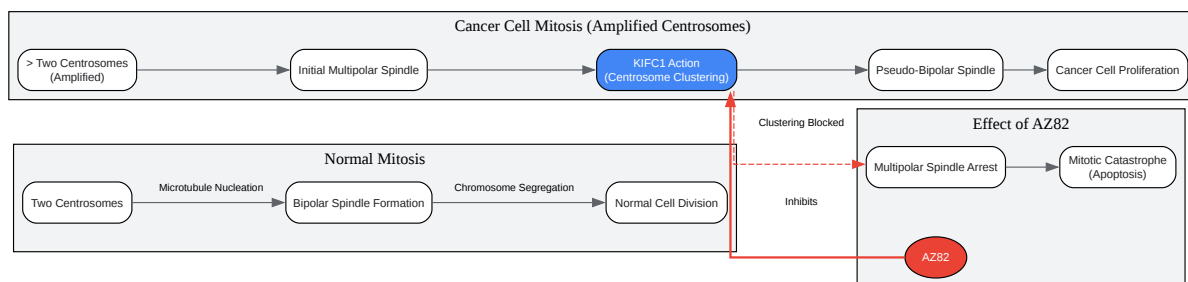 Cancer Cell Mitosis (Amplified Centrosomes)
> Two Centrosomes
(Amplified)
Initial Multipolar Spindle
KIFC1 Action
(Centrosome Clustering)
Pseudo-Bipolar Spindle
Cancer Cell Proliferation
Clustering Blocked
Effect of AZ82
Multipolar Spindle Arrest
Mitotic Catastrophe
(Apoptosis)
Normal Mitosis
Two Centrosomes
Microtubule Nucleation
Bipolar Spindle Formation
Chromosome Segregation
Normal Cell Division
Inhibits
AZ82